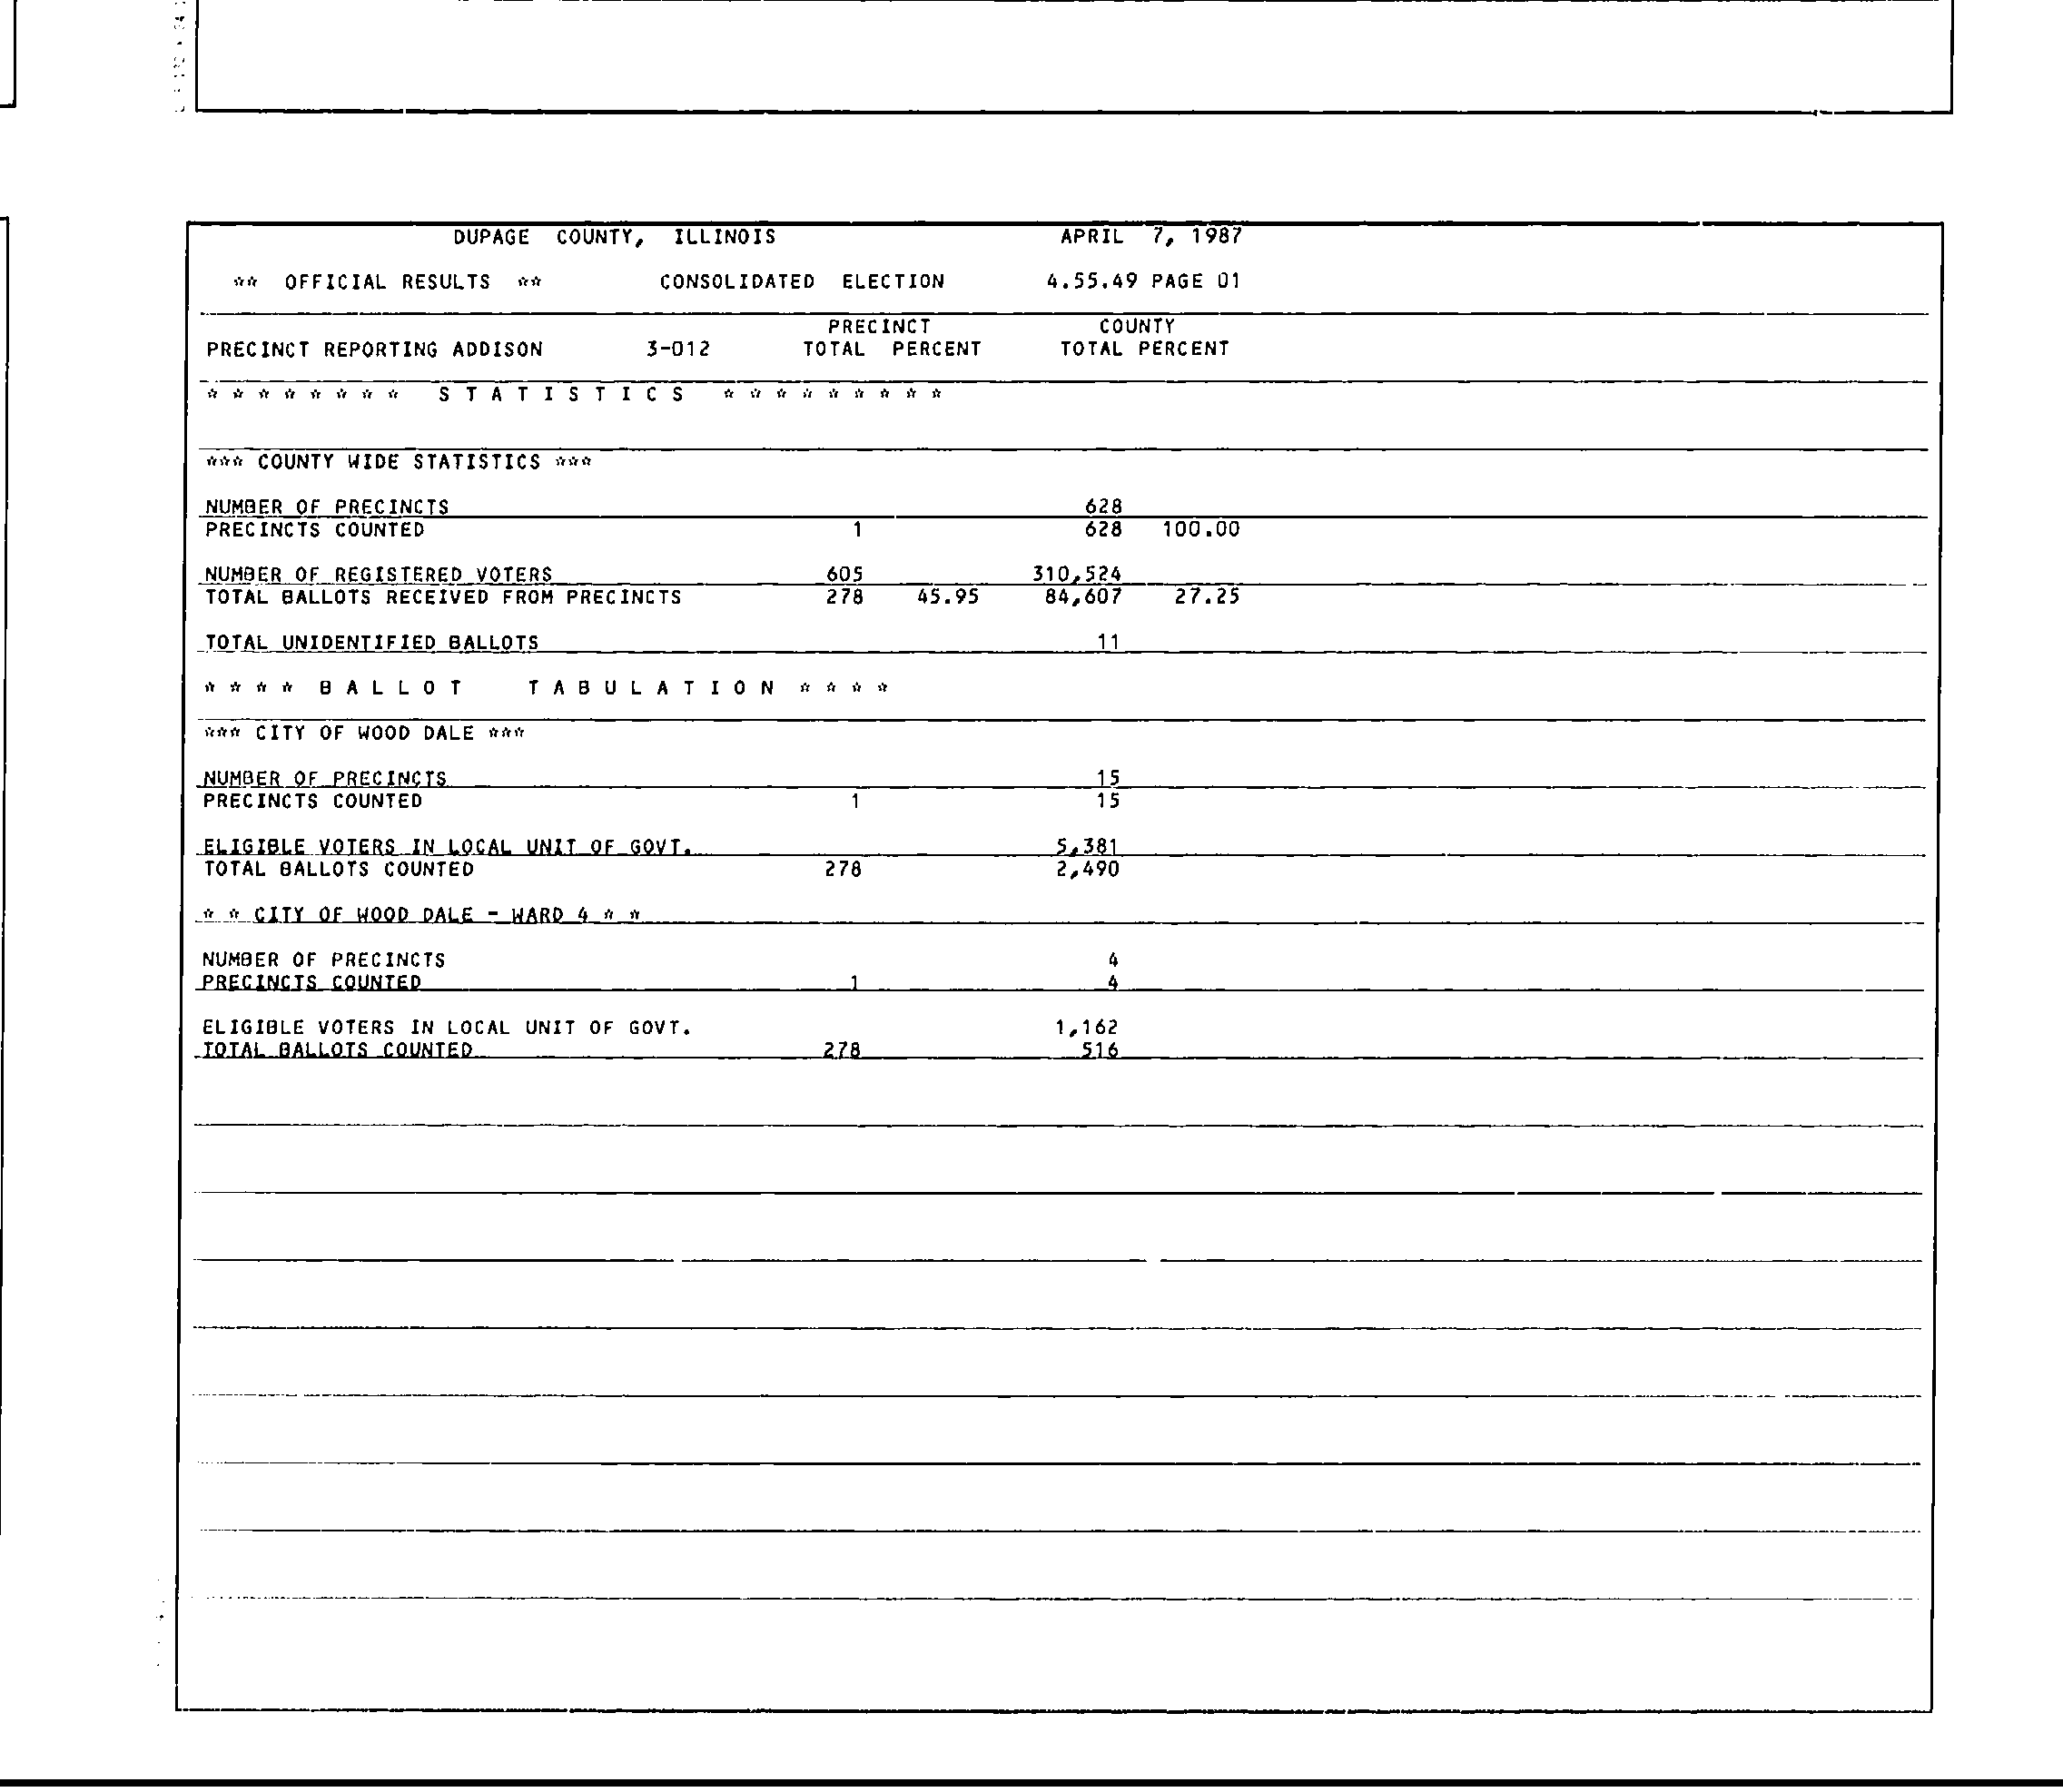 DUPAGE COUNTY, ILLINOIS APRIL 7, 1987
** OFFICIAL RESULTS ** CONSOLIDATED ELECTION 4.55.49 PAGE 01
PRECINCT COUNTY
PRECINCT REPORTING ADDISON 3-012 TOTAL PERCENT TOTAL PERCENT
* * * * * * * * S T A T I S T I C S * * * * * * * * *
*** COUNTY WIDE STATISTICS ***
NUMBER OF PRECINCTS 628
PRECINCTS COUNTED 1 628 100.00
NUMBER OF REGISTERED VOTERS 605 310,524
TOTAL BALLOTS RECEIVED FROM PRECINCTS 278 45.95 84,607 27.25
TOTAL UNIDENTIFIED BALLOTS 11
* * * * B A L L O T T A B U L A T I O N * * * *
*** CITY OF WOOD DALE ***
NUMBER OF PRECINCTS 15
PRECINCTS COUNTED 1 15
ELIGIBLE VOTERS IN LOCAL UNIT OF GOVT. 5,381
TOTAL BALLOTS COUNTED 278 2,490
* * CITY OF WOOD DALE - WARD 4 * *
NUMBER OF PRECINCTS 4
PRECINCTS COUNTED 1 4
ELIGIBLE VOTERS IN LOCAL UNIT OF GOVT. 1,162
TOTAL BALLOTS COUNTED 278 516